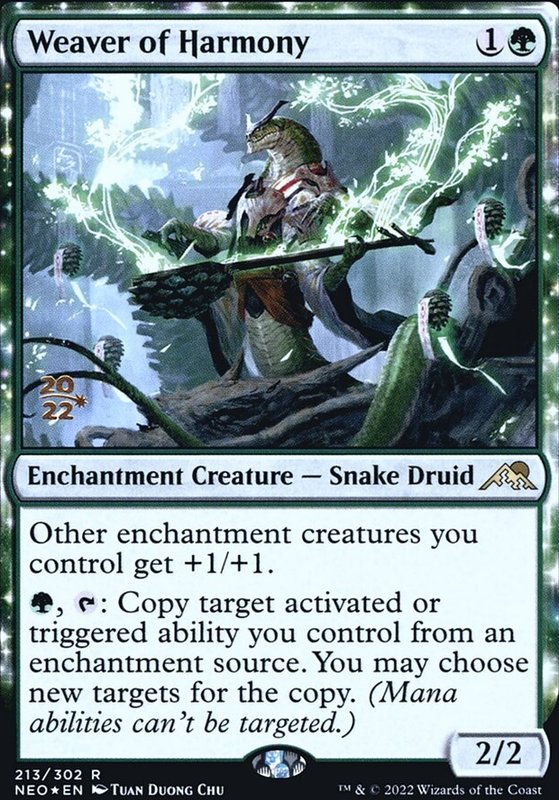 Weaver of Harmony 1
20
22
Enchantment Creature — Snake Druid
Other enchantment creatures you
control get +1/+1.
, : Copy target activated or
triggered ability you control from an
enchantment source. You may choose
new targets for the copy. (Mana
abilities can't be targeted.)
2/2
213/302 R
NEO★EN Tuan Duong Chu
™ & © 2022 Wizards of the Coast